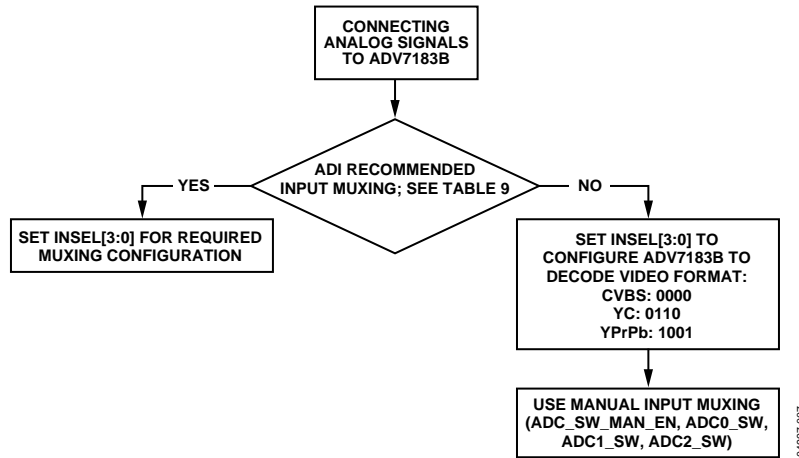 CONNECTING
ANALOG SIGNALS
TO ADV7183B
ADI RECOMMENDED
INPUT MUXING; SEE TABLE 9
YES
NO
SET INSEL[3:0] FOR REQUIRED
MUXING CONFIGURATION
SET INSEL[3:0] TO
CONFIGURE ADV7183B TO
DECODE VIDEO FORMAT:
CVBS: 0000
YC: 0110
YPrPb: 1001
USE MANUAL INPUT MUXING
(ADC_SW_MAN_EN, ADC0_SW,
ADC1_SW, ADC2_SW)